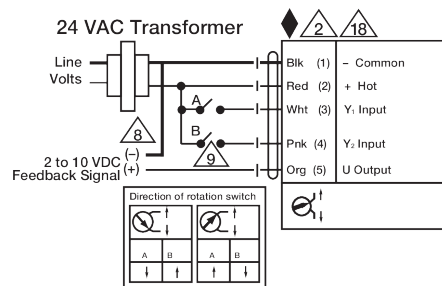 24 VAC Transformer
2 18
Line
Volts
Blk (1) – Common
Red (2) + Hot
A
Wht (3) Y₁ Input
B
Pnk (4) Y₂ Input
8
(–)
9
2 to 10 VDC
Feedback Signal (+)
Org (5) U Output
Direction of rotation switch
A B A B